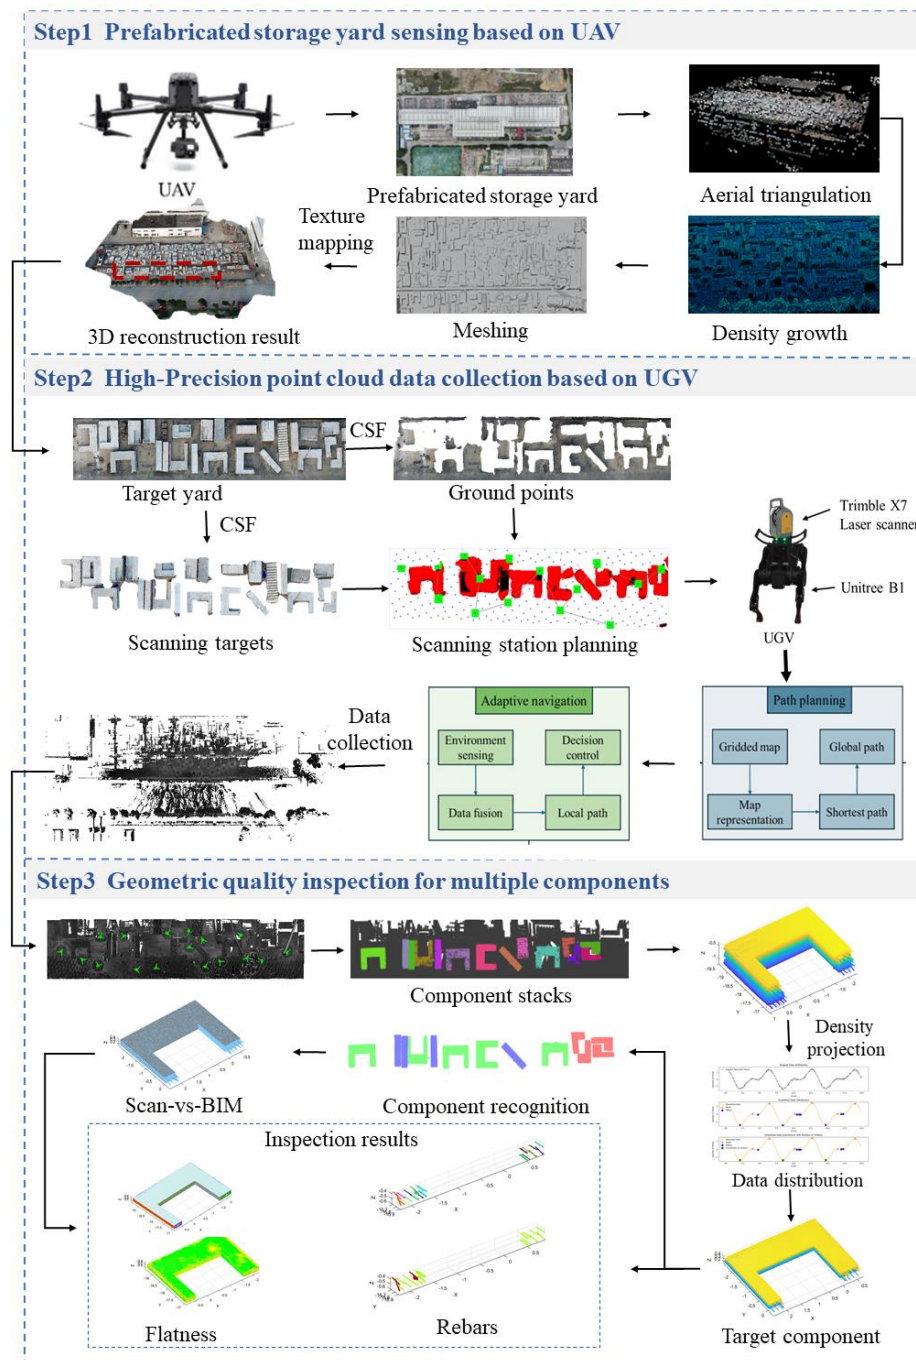 Step1 Prefabricated storage yard sensing based on UAV
UAV
Prefabricated storage yard
Aerial triangulation
Texture
mapping
3D reconstruction result
Meshing
Density growth
Step2 High-Precision point cloud data collection based on UGV
CSF
Target yard
Ground points
CSF
Trimble X7
Laser scanner
Unitree B1
Scanning targets
Scanning station planning
UGV
Data
collection
Adaptive navigation
Environment
sensing
Decision
control
Data fusion
Local path
Path planning
Gridded map
Global path
Map
representation
Shortest path
Step3 Geometric quality inspection for multiple components
Component stacks
Density
projection
Scan-vs-BIM
Component recognition
Data distribution
Inspection results
Flatness
Rebars
Target component